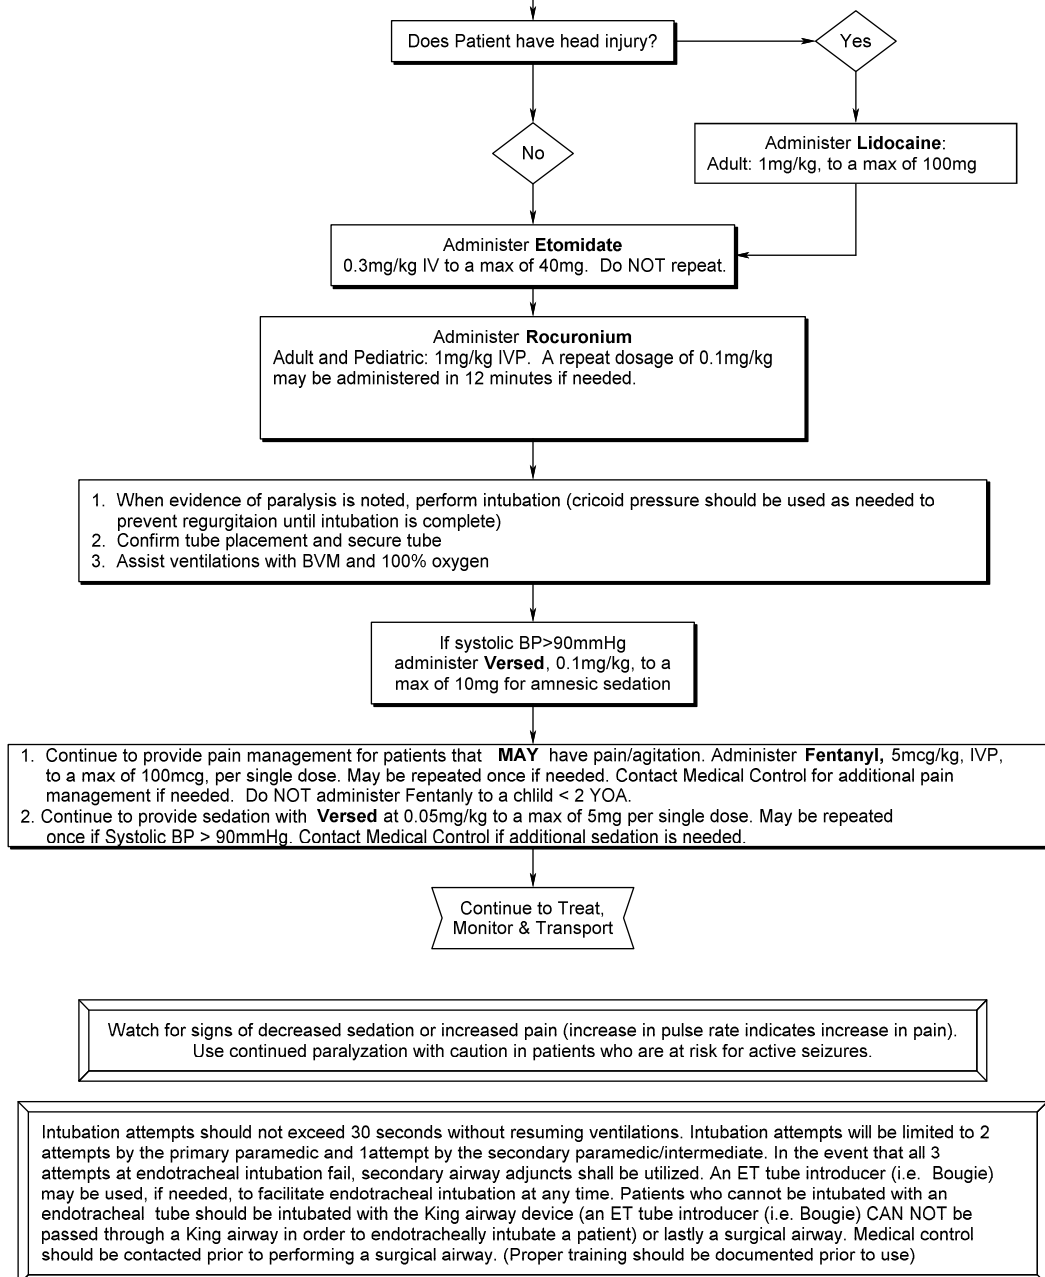 Does Patient have head injury?
Yes
No
Administer Lidocaine:
Adult: 1mg/kg, to a max of 100mg
Administer Etomidate
0.3mg/kg IV to a max of 40mg. Do NOT repeat.
Administer Rocuronium
Adult and Pediatric: 1mg/kg IVP. A repeat dosage of 0.1mg/kg
may be administered in 12 minutes if needed.
1. When evidence of paralysis is noted, perform intubation (cricoid pressure should be used as needed to
prevent regurgitaion until intubation is complete)
2. Confirm tube placement and secure tube
3. Assist ventilations with BVM and 100% oxygen
If systolic BP>90mmHg
administer Versed, 0.1mg/kg, to a
max of 10mg for amnesic sedation
1. Continue to provide pain management for patients that MAY have pain/agitation. Administer Fentanyl, 5mcg/kg, IVP,
to a max of 100mcg, per single dose. May be repeated once if needed. Contact Medical Control for additional pain
management if needed. Do NOT administer Fentanly to a chlild < 2 YOA.
2. Continue to provide sedation with Versed at 0.05mg/kg to a max of 5mg per single dose. May be repeated
once if Systolic BP > 90mmHg. Contact Medical Control if additional sedation is needed.
Continue to Treat,
Monitor & Transport
Watch for signs of decreased sedation or increased pain (increase in pulse rate indicates increase in pain).
Use continued paralyzation with caution in patients who are at risk for active seizures.
Intubation attempts should not exceed 30 seconds without resuming ventilations. Intubation attempts will be limited to 2
attempts by the primary paramedic and 1attempt by the secondary paramedic/intermediate. In the event that all 3
attempts at endotracheal intubation fail, secondary airway adjuncts shall be utilized. An ET tube introducer (i.e. Bougie)
may be used, if needed, to facilitate endotracheal intubation at any time. Patients who cannot be intubated with an
endotracheal tube should be intubated with the King airway device (an ET tube introducer (i.e. Bougie) CAN NOT be
passed through a King airway in order to endotracheally intubate a patient) or lastly a surgical airway. Medical control
should be contacted prior to performing a surgical airway. (Proper training should be documented prior to use)